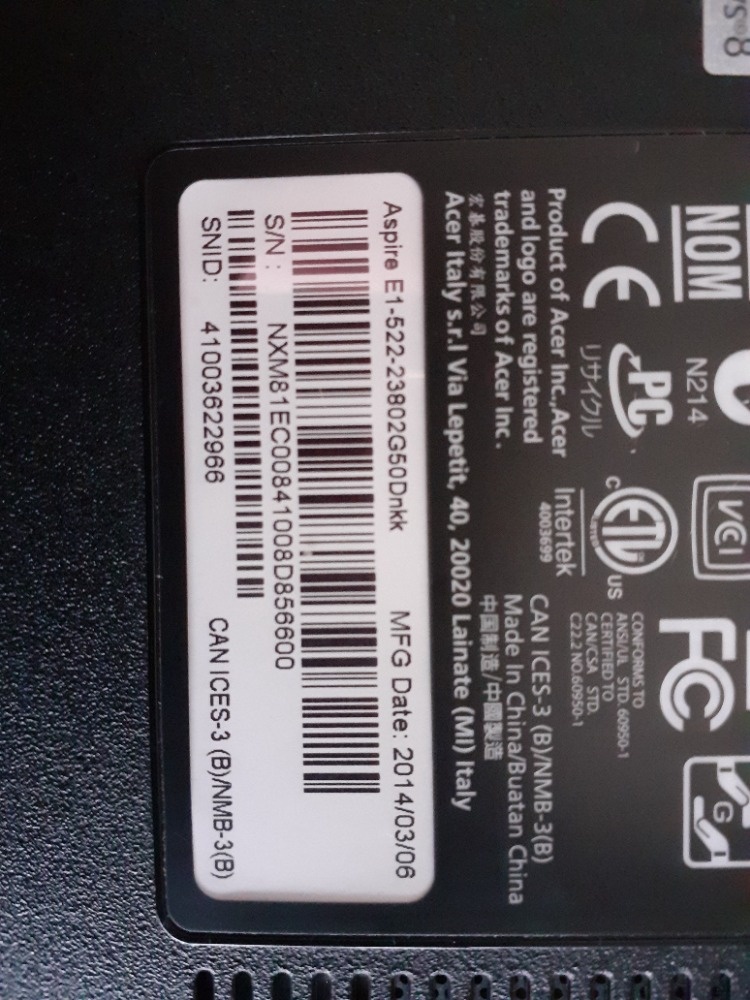 s 8
NOM
N214
VCI
FC
CE
PC
リサイクル
c ETL us
Intertek
4003699
CONFORMS TO
ANSI/UL STD. 60950-1
CERTIFIED TO
CAN/CSA STD.
C22.2 NO.60950-1
G
Product of Acer Inc.,Acer
and logo are registered
trademarks of Acer Inc.
宏碁股份有限公司
CAN ICES-3 (B)/NMB-3(B)
Made In China/Buatan China
中国制造/中國製造
Acer Italy s.r.l Via Lepetit, 40, 20020 Lainate (MI) Italy
Aspire E1-522-23802G50Dnkk MFG Date: 2014/03/06
S/N : NXM81EC00841008D856600
SNID: 41003622966 CAN ICES-3 (B)/NMB-3(B)